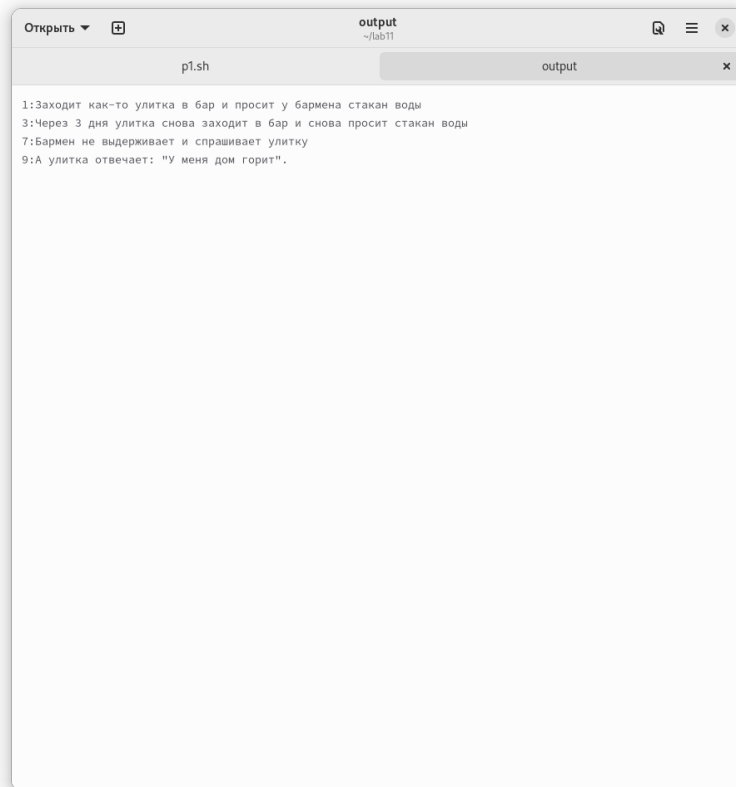 Открыть
output
~/lab11
p1.sh
output
1:Заходит как-то улитка в бар и просит у бармена стакан воды
3:Через 3 дня улитка снова заходит в бар и снова просит стакан воды
7:Бармен не выдерживает и спрашивает улитку
9:А улитка отвечает: "У меня дом горит".